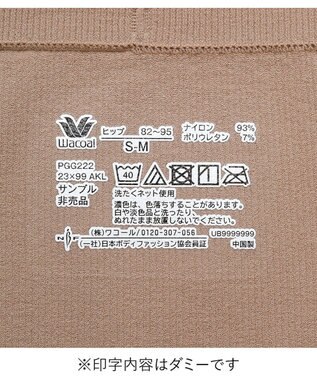 Wacoal
ヒップ 82~95
S-M
ナイロン 93%
ポリウレタン 7%
PGG222
23×99 AKL
サンプル
非売品
40
洗たくネット使用
濃色は、色落ちすることがあります。
白や淡色品と洗ったり、
ぬれたまま放置しないでください。
(株)ワコール/0120-307-056
UB9999999
NDF
(一社)日本ボディファッション協会員証
中国製
※印字内容はダミーです